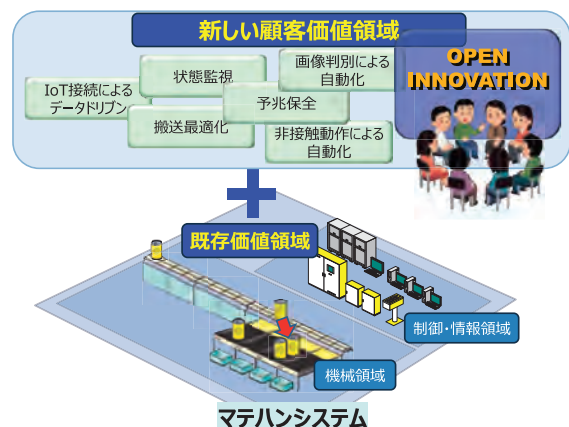 新しい顧客価値領域
OPEN
INNOVATION
画像判別による
自動化
状態監視
IoT接続による
データドリブン
予兆保全
搬送最適化
非接触動作による
自動化
既存価値領域
制御・情報領域
機械領域
マテハンシステム